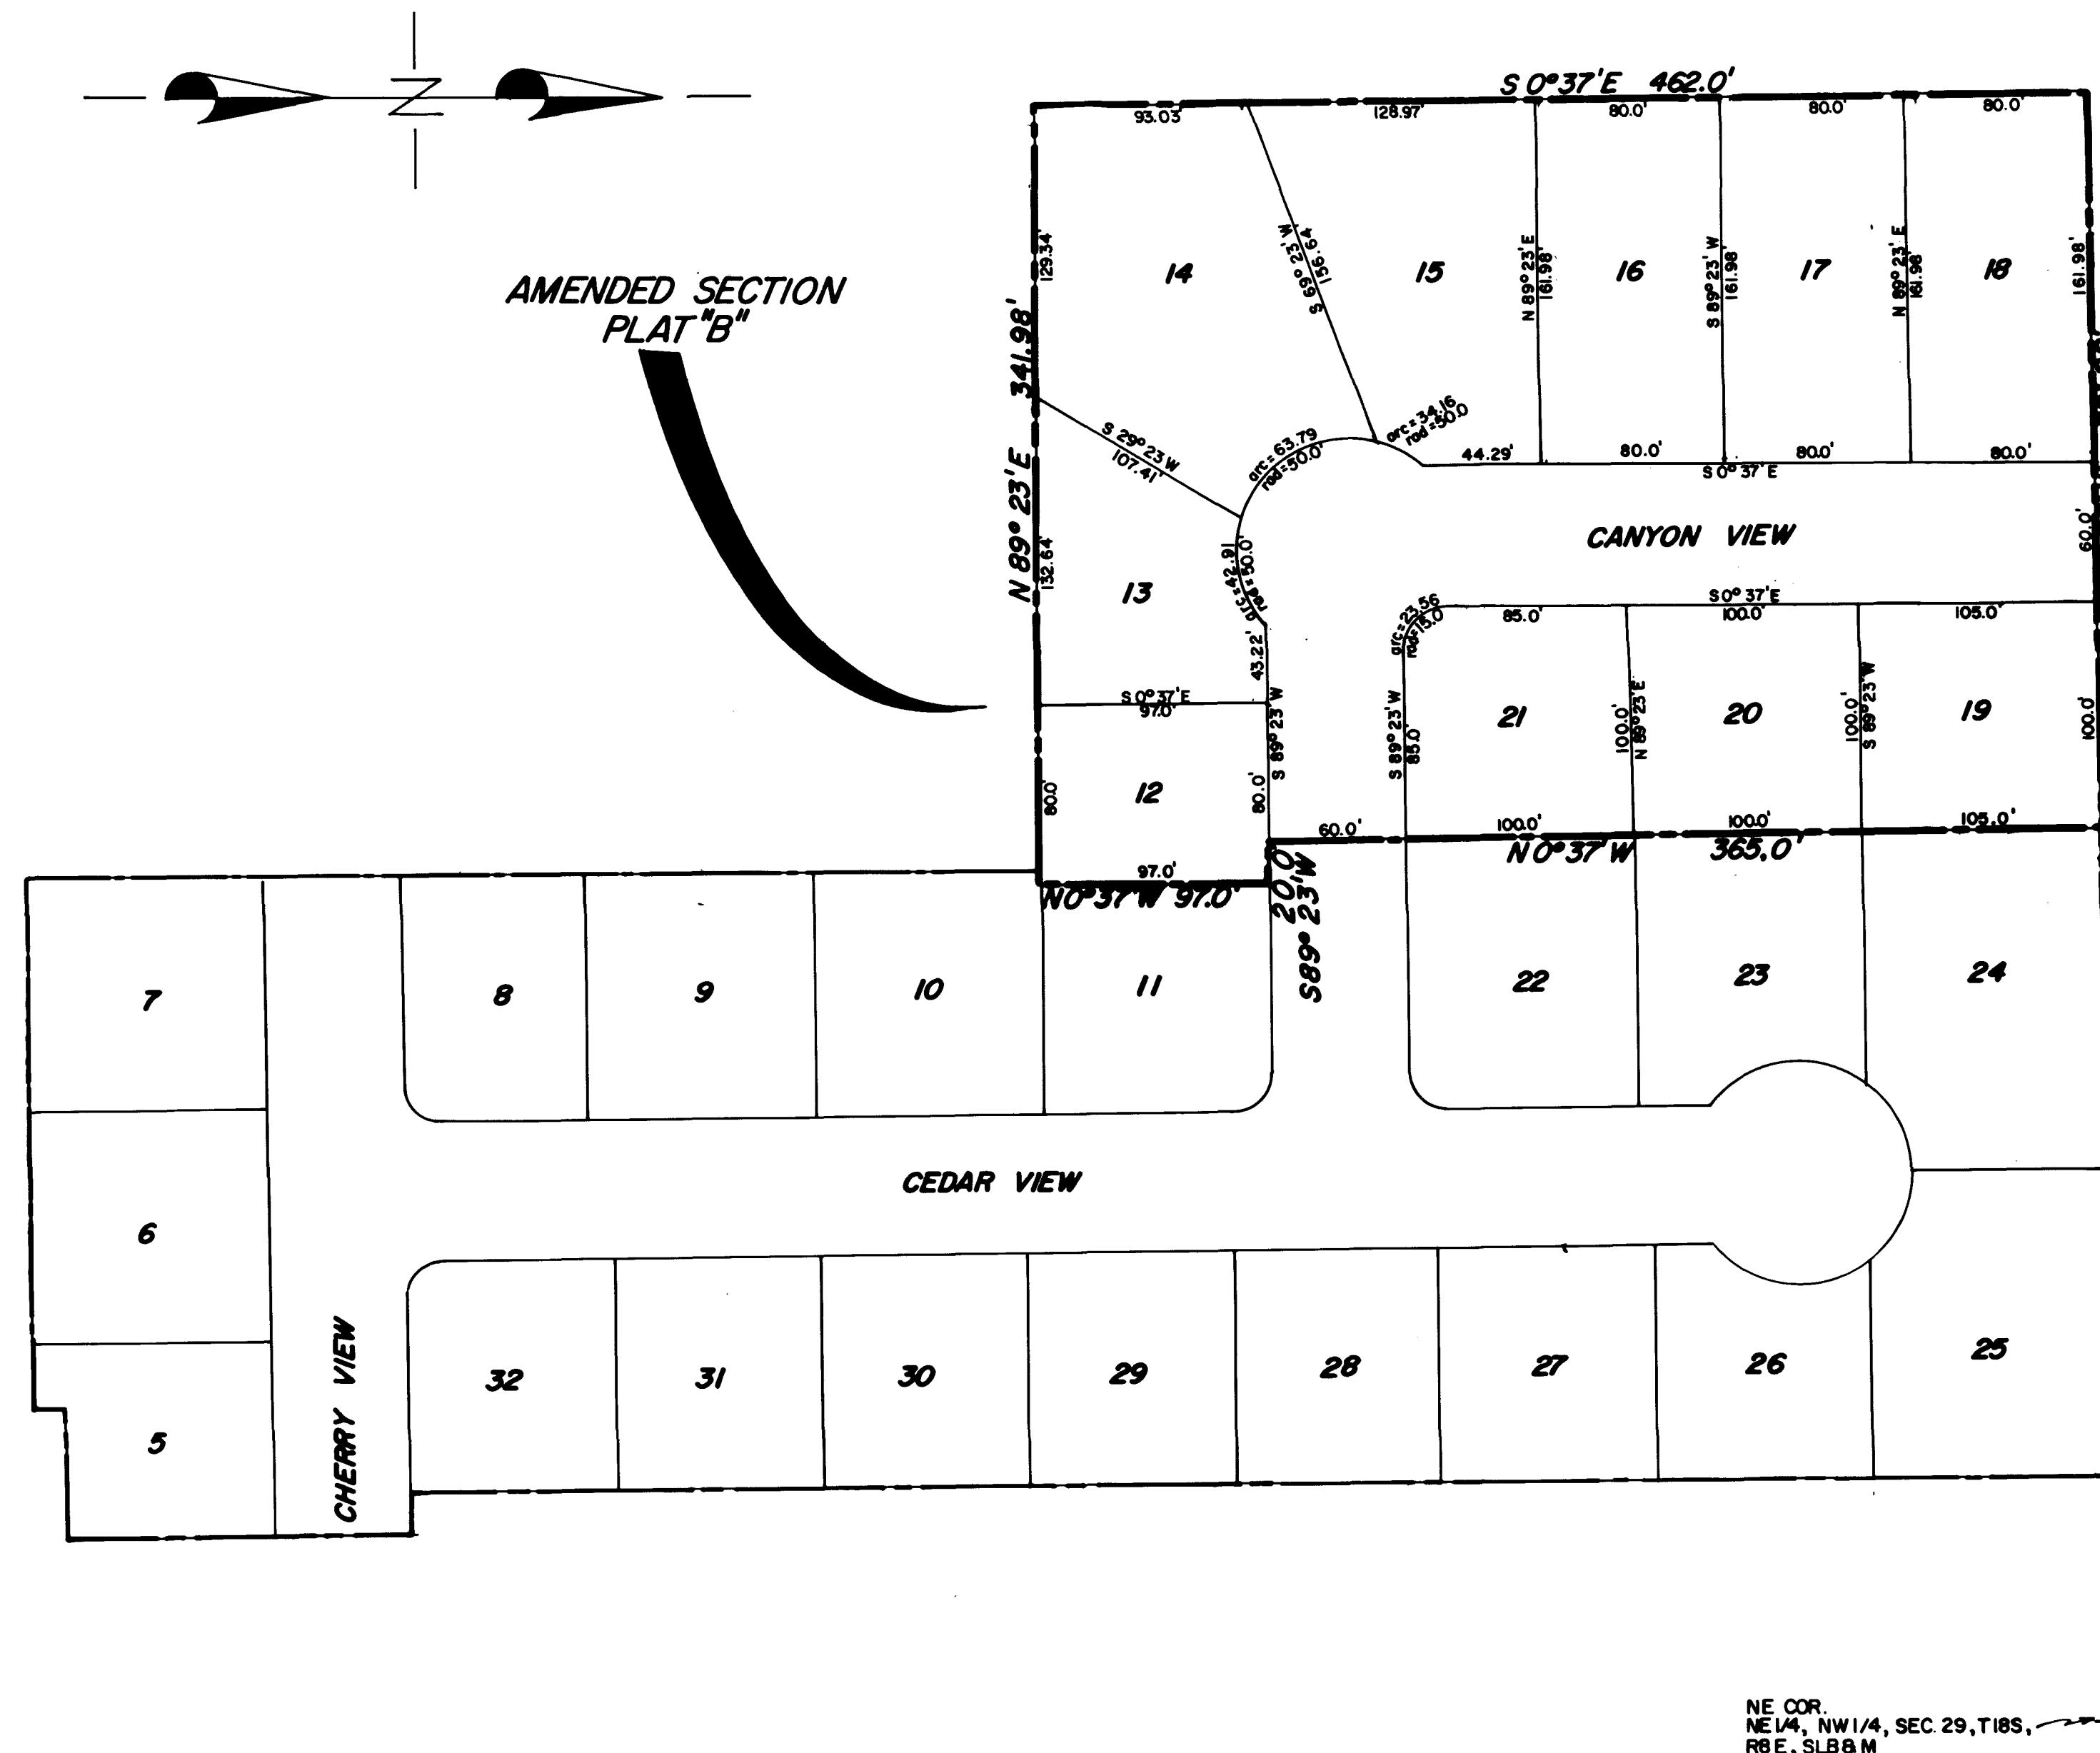 N
S 0°37'E 462.0'
93.03'
128.97'
80.0'
80.0'
80.0'
AMENDED SECTION
PLAT "B"
N 89° 23' E 341.98'
129.34'
14
S 69° 23' W
156.64
15
N 89° 23' E
161.98'
16
S 89° 23' W
161.98'
17
N 89° 23' E
161.98'
18
161.98'
S 29° 23 W
107.41'
arc = 63.79
rad = 50.0'
arc = 34.16
rad = 50.0
44.29'
80.0'
80.0'
80.0'
S 0° 37' E
CANYON VIEW
60.0'
132.64'
13
arc = 42.91
rad = 50.0'
43.22'
S 89° 23' W
arc = 23.56
rad = 15.0
S 0° 37' E
85.0'
100.0'
105.0'
S 89° 23' W
85.0'
21
100.0'
N 89° 23' E
20
100.0'
S 89° 23' W
19
100.0'
S 0° 37' E
97.0'
80.0'
12
80.0'
97.0'
N 0° 37' W 97.0'
60.0'
100.0'
100.0'
105.0'
N 0° 37' W 365.0'
20.0
S 89° 23' W
7
8
9
10
11
22
23
24
CEDAR VIEW
6
5
CHERRY VIEW
32
31
30
29
28
27
26
25
NE COR.
NE 1/4, NW 1/4, SEC. 29, T18S,
R8E, SLB & M